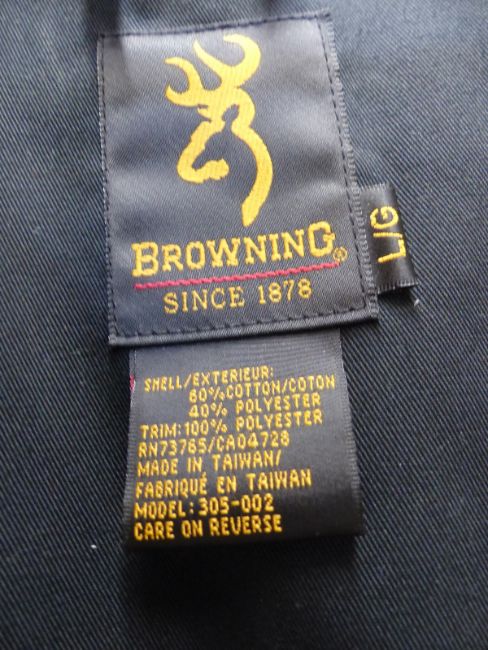 BROWNING®
SINCE 1878
L/G
SHELL/EXTERIEUR:
60%COTTON/COTON
40% POLYESTER
TRIM:100% POLYESTER
RN73765/CA04728
MADE IN TAIWAN/
FABRIQUÉ EN TAIWAN
MODEL:305-002
CARE ON REVERSE